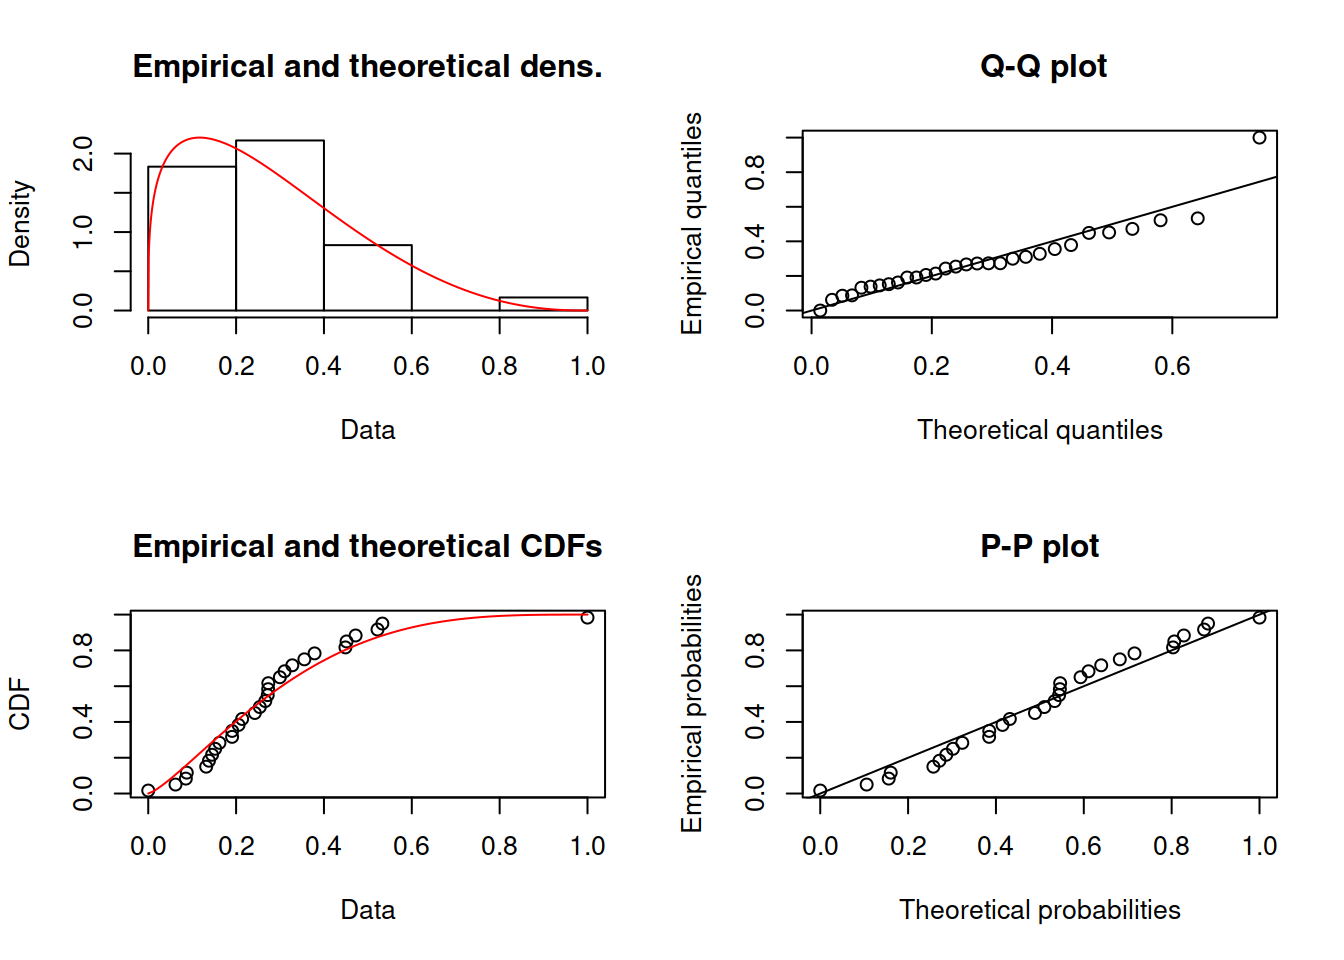 Empirical and theoretical dens.
Density
0.0 1.0 2.0
0.0 0.2 0.4 0.6 0.8 1.0
Data
Q-Q plot
Empirical quantiles
0.0 0.4 0.8
0.0 0.2 0.4 0.6
Theoretical quantiles
Empirical and theoretical CDFs
CDF
0.0 0.4 0.8
0.0 0.2 0.4 0.6 0.8 1.0
Data
P-P plot
Empirical probabilities
0.0 0.4 0.8
0.0 0.2 0.4 0.6 0.8 1.0
Theoretical probabilities